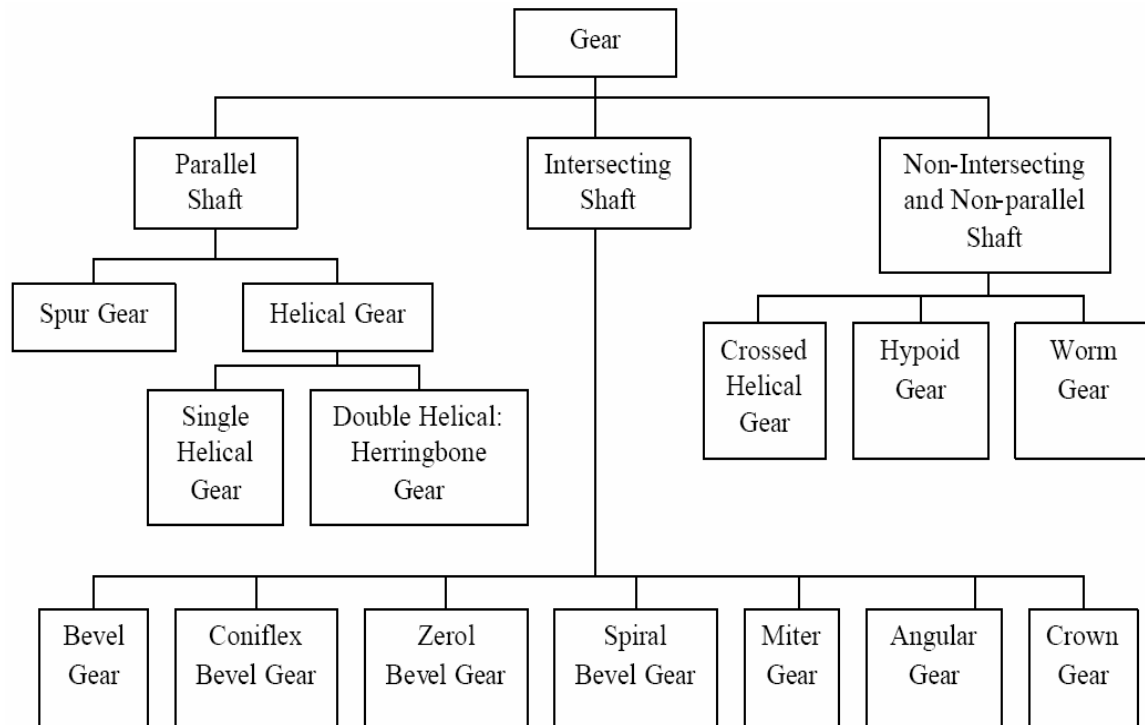 Gear
Parallel
Shaft
Intersecting
Shaft
Non-Intersecting
and Non-parallel
Shaft
Spur Gear
Helical Gear
Crossed
Helical
Gear
Hypoid
Gear
Worm
Gear
Single
Helical
Gear
Double Helical:
Herringbone
Gear
Bevel
Gear
Coniflex
Bevel Gear
Zerol
Bevel Gear
Spiral
Bevel Gear
Miter
Gear
Angular
Gear
Crown
Gear